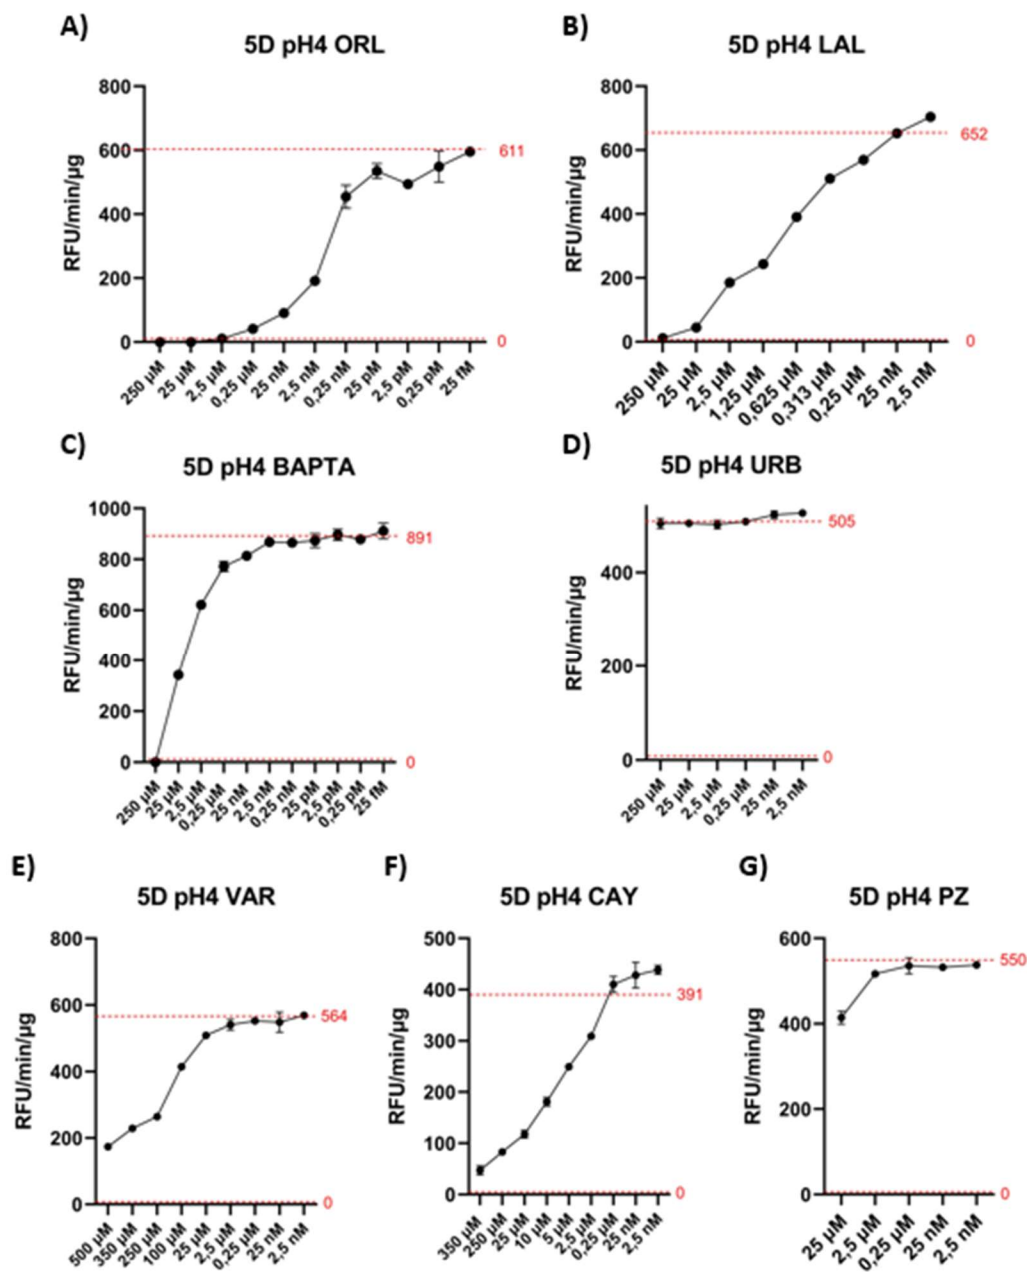 A)
5D pH4 ORL
RFU/min/µg
800
600
400
200
0
611
0
250 µM
25 µM
2,5 µM
0,25 µM
25 nM
2,5 nM
0,25 nM
25 pM
2,5 pM
0,25 pM
25 fM
B)
5D pH4 LAL
RFU/min/µg
800
600
400
200
0
652
0
250 µM
25 µM
2,5 µM
1,25 µM
0,625 µM
0,313 µM
0,25 µM
25 nM
2,5 nM
C)
5D pH4 BAPTA
RFU/min/µg
1000
800
600
400
200
0
891
0
250 µM
25 µM
2,5 µM
0,25 µM
25 nM
2,5 nM
0,25 nM
25 pM
2,5 pM
0,25 pM
25 fM
D)
5D pH4 URB
RFU/min/µg
400
200
0
505
0
250 µM
25 µM
2,5 µM
0,25 µM
25 nM
2,5 nM
E)
5D pH4 VAR
RFU/min/µg
800
600
400
200
0
564
0
500 µM
350 µM
250 µM
100 µM
25 µM
2,5 µM
0,25 µM
25 nM
2,5 nM
F)
5D pH4 CAY
RFU/min/µg
500
400
300
200
100
0
391
0
350 µM
250 µM
25 µM
10 µM
5 µM
2,5 µM
0,25 µM
25 nM
2,5 nM
G)
5D pH4 PZ
RFU/min/µg
600
400
200
0
550
0
25 µM
2,5 µM
0,25 µM
25 nM
2,5 nM